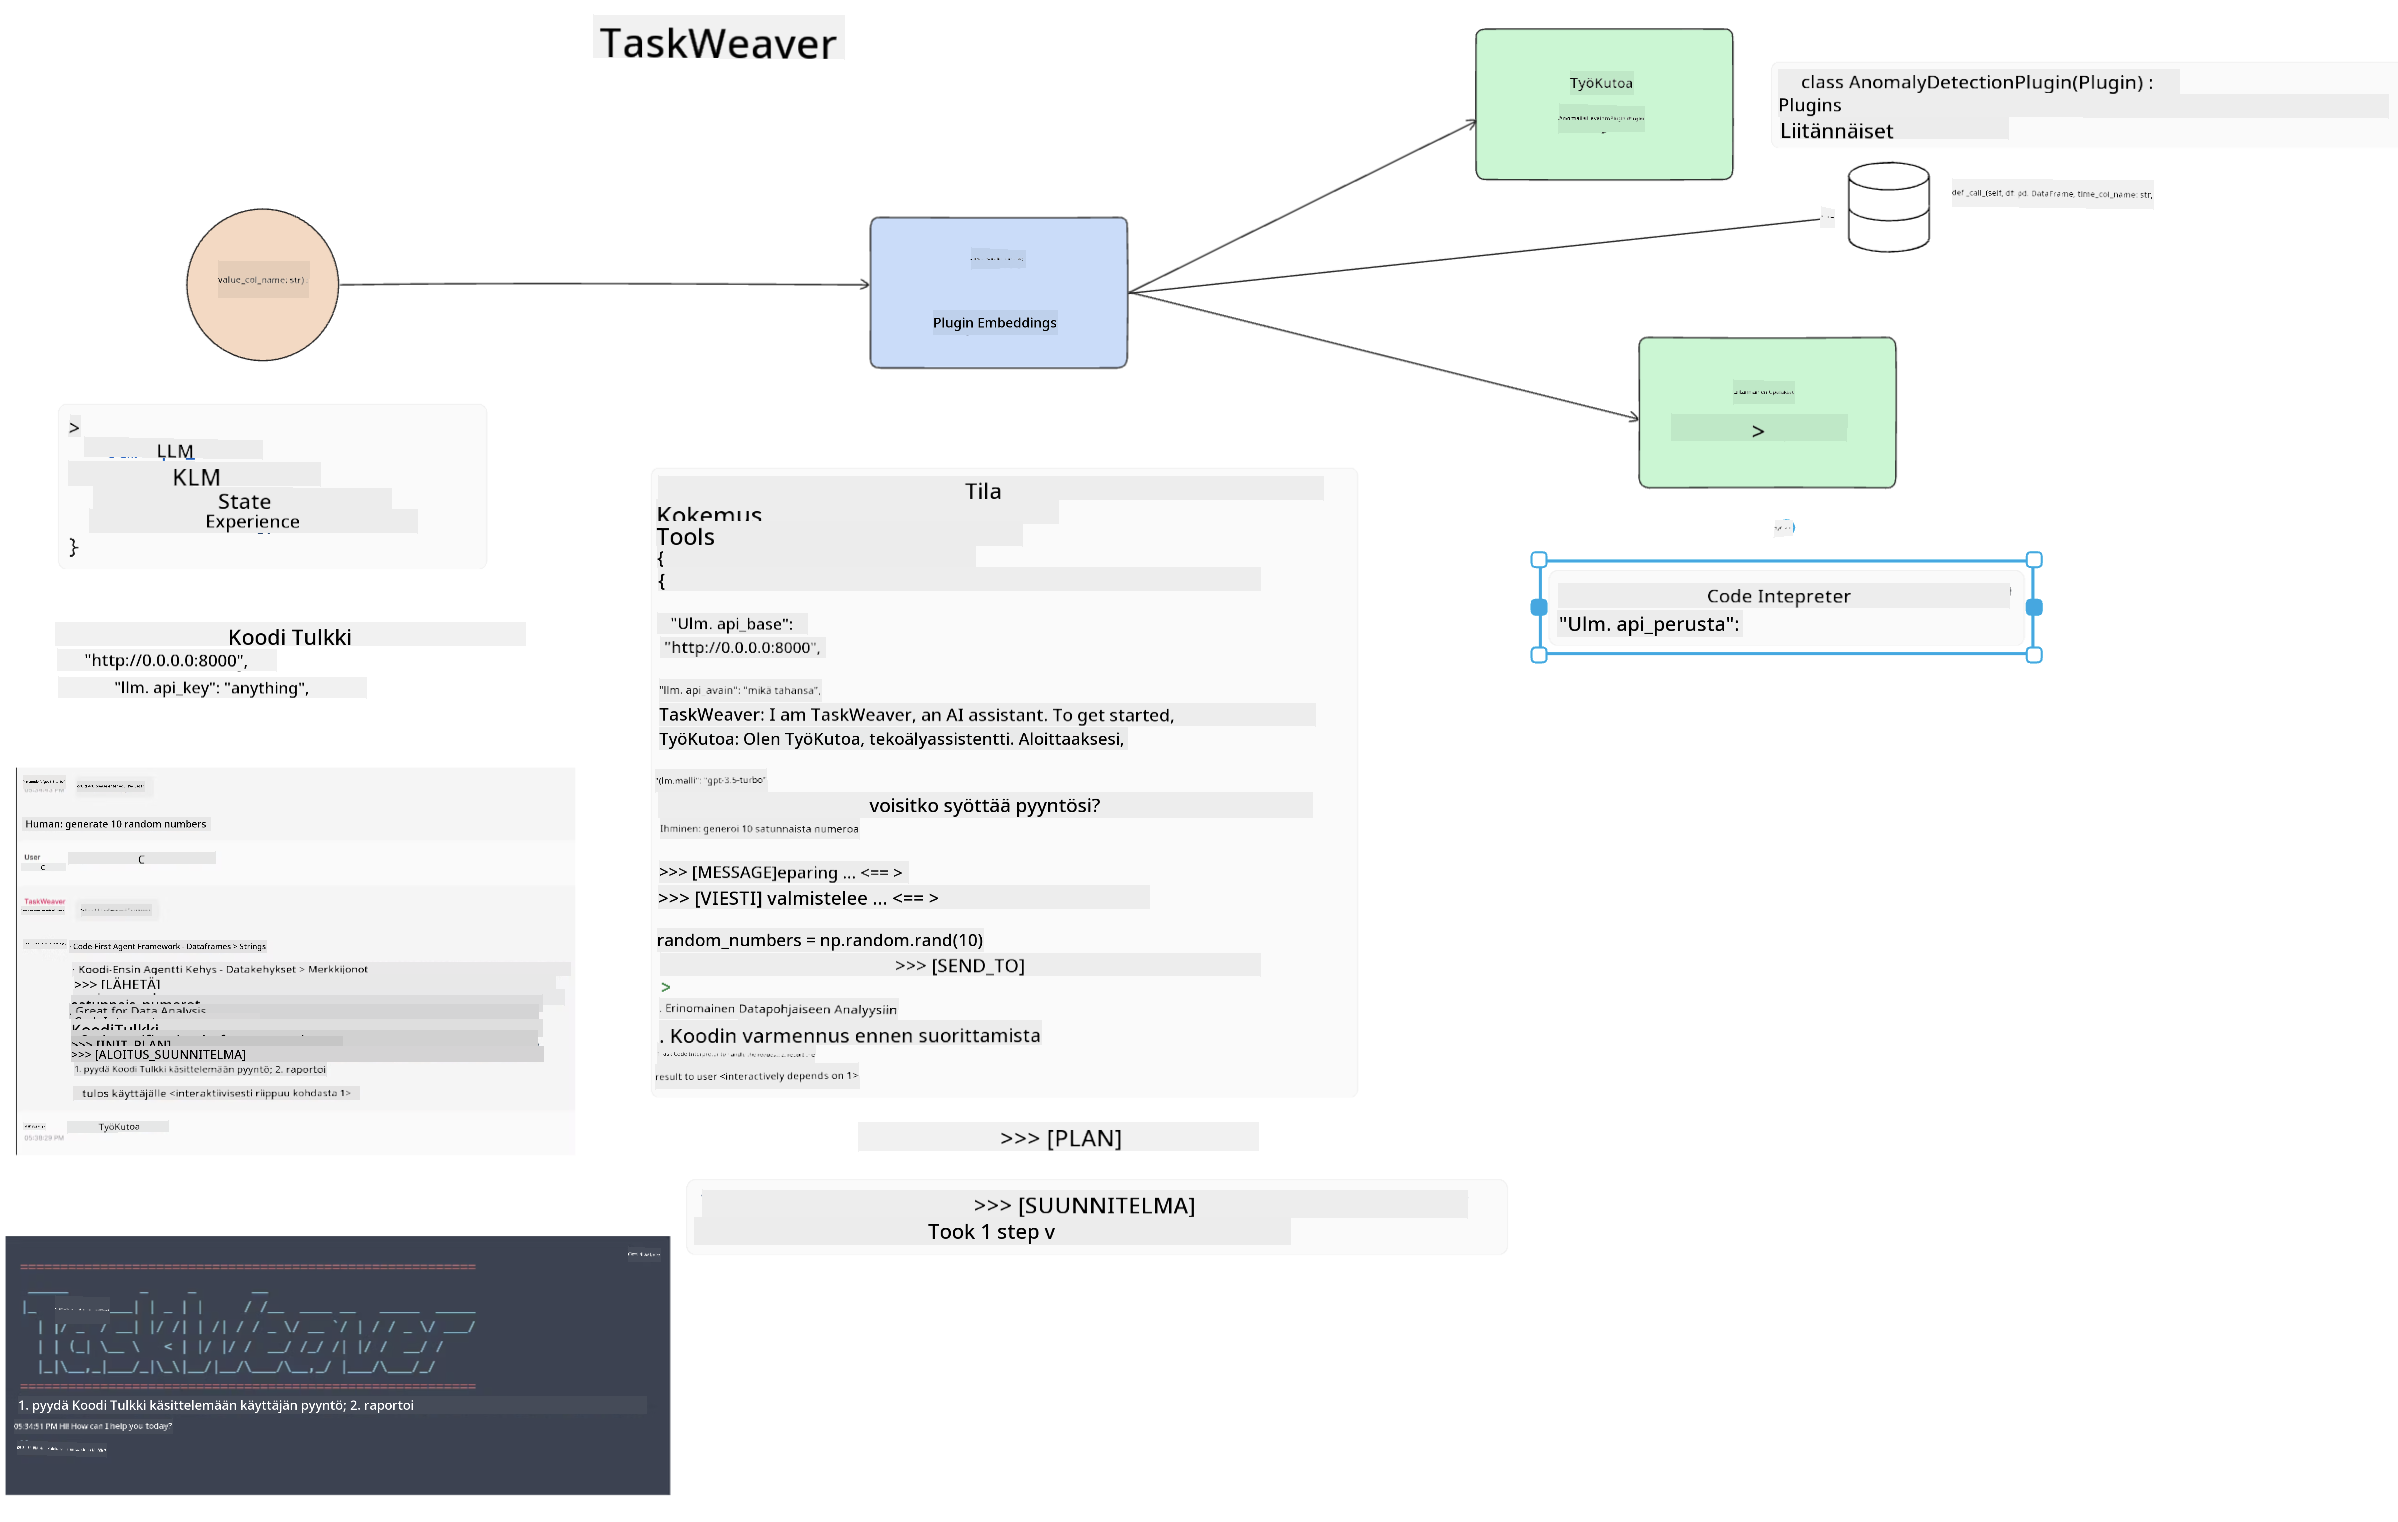 TaskWeaver
TyöKutoa
class AnomalyDetectionPlugin(Plugin) :
Plugins
Liitännäiset
def _call_(self, df: pd. DataFrame, time_col_name: str,
value_col_name: str)
Plugin Embeddings
>
>
LLM
KLM
State
Experience
}
Tila
Kokemus
Tools
{
{
"Ulm. api_base":
"http://0.0.0.0:8000",
"llm. api_avain": "mikä tahansa",
TaskWeaver: I am TaskWeaver, an AI assistant. To get started,
TyöKutoa: Olen TyöKutoa, tekoälyassistentti. Aloittaaksesi,
"(lm.malli": "gpt-3.5-turbo"
voisitko syöttää pyyntösi?
Ihminen: generoi 10 satunnaista numeroa
>>> [MESSAGE]eparing ... <== >
>>> [VIESTI] valmistelee ... <== >
random_numbers = np.random.rand(10)
>>> [SEND_TO]
>
. Erinomainen Datapohjaiseen Analyysiin
. Koodin varmennus ennen suorittamista
result to user <interactively depends on 1>
Code Intepreter
"Ulm. api_perusta":
Koodi Tulkki
"http://0.0.0.0:8000",
"llm. api_key": "anything",
Human: generate 10 random numbers
User
C
C
TaskWeaver
· Code-First Agent Framework - Dataframes > Strings
· Koodi-Ensin Agentti Kehys - Datakehykset > Merkkijonot
>>> [LÄHETÄ]
. Great for Data Analysis
KoodiTulkki
>>> [INIT_PLAN]
>>> [ALOITUS_SUUNNITELMA]
1. pyydä Koodi Tulkki käsittelemään pyyntö; 2. raportoi
tulos käyttäjälle <interaktiivisesti riippuu kohdasta 1>
TyöKutoa
05:39:29 PM
>>> [PLAN]
>>> [SUUNNITELMA]
Took 1 step v
1. pyydä Koodi Tulkki käsittelemään käyttäjän pyyntö; 2. raportoi
05:34:51 PM Hi! How can I help you today?